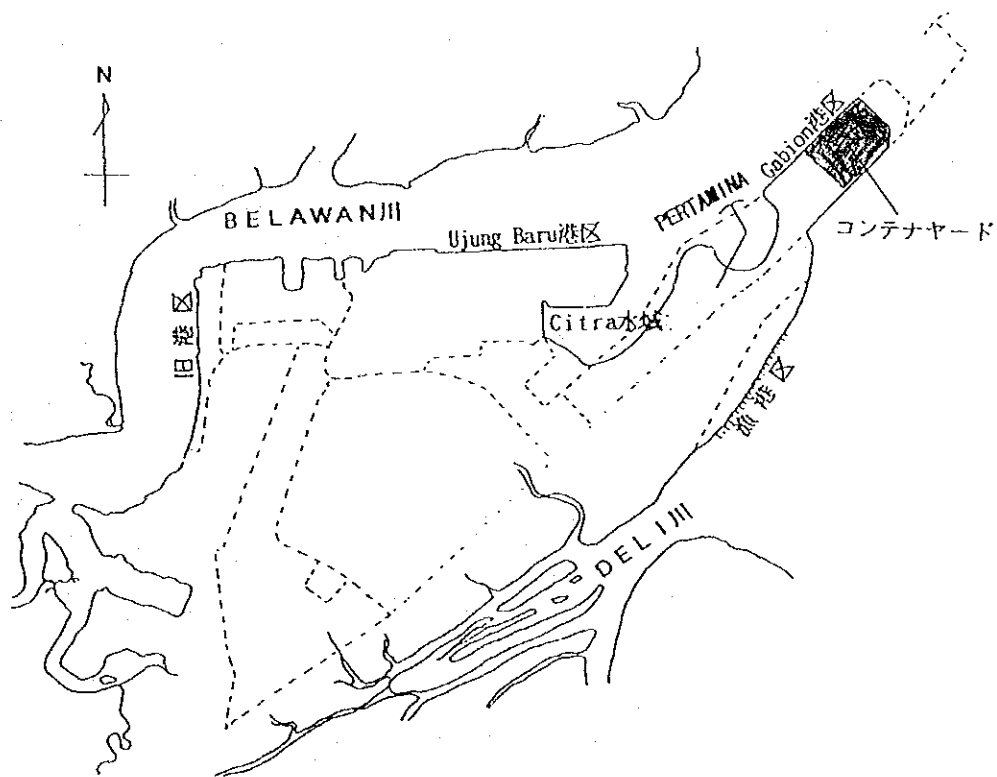 N
BELAWAN川
Ujung Baru港区
旧港区
Citra水域
PERTAMINA
Gabion港区
コンテナヤード
漁港区
DELI川